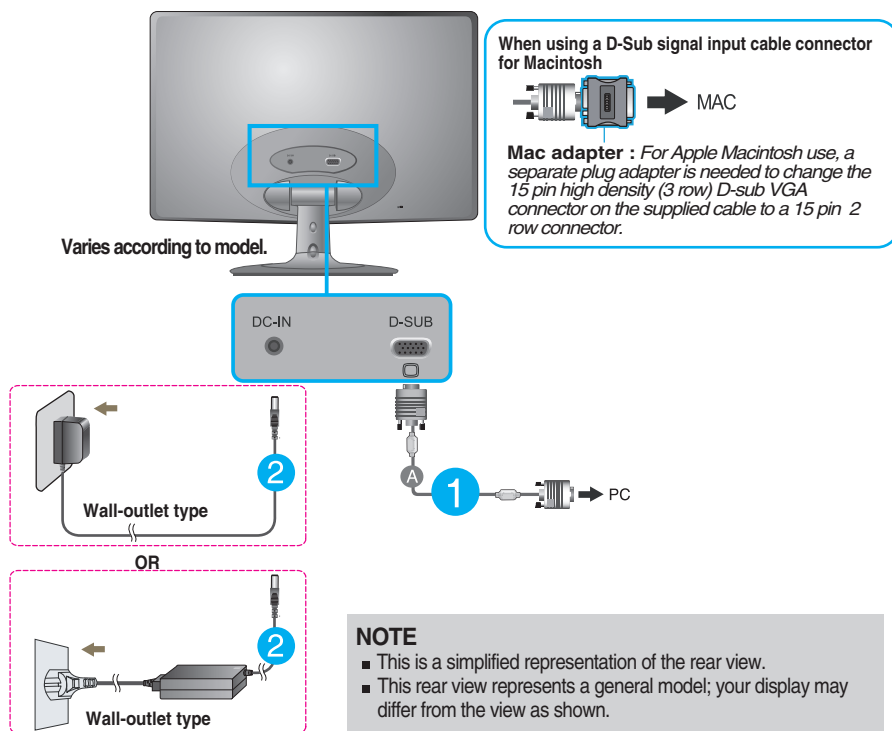 When using a D-Sub signal input cable connector
for Macintosh
MAC
Mac adapter : For Apple Macintosh use, a
separate plug adapter is needed to change the
15 pin high density (3 row) D-sub VGA
connector on the supplied cable to a 15 pin 2
row connector.
Varies according to model.
DC-IN
D-SUB
2
Wall-outlet type
A
1
PC
OR
2
Wall-outlet type
NOTE
■ This is a simplified representation of the rear view.
■ This rear view represents a general model; your display may
differ from the view as shown.